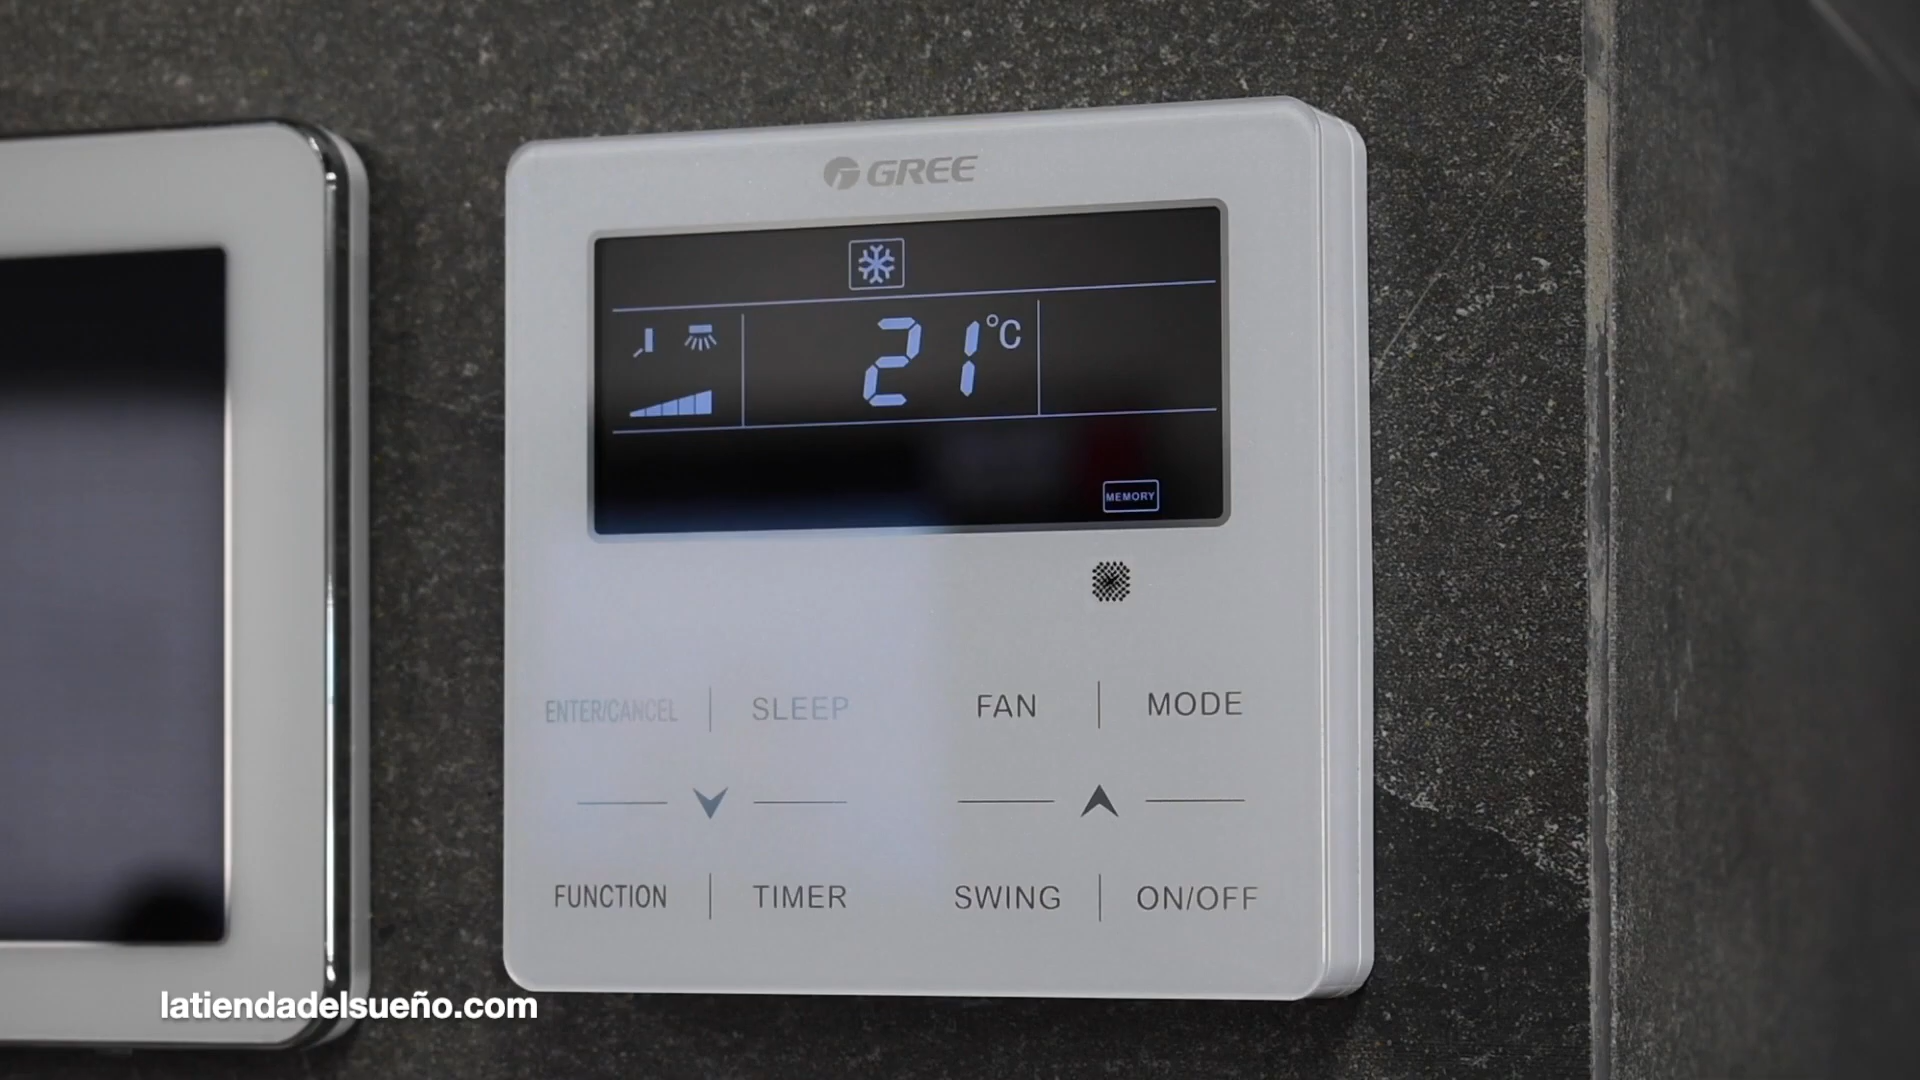 GREE
21°C
MEMORY
ENTER/CANCEL SLEEP FAN MODE
FUNCTION TIMER SWING ON/OFF
latiendadelsueño.com